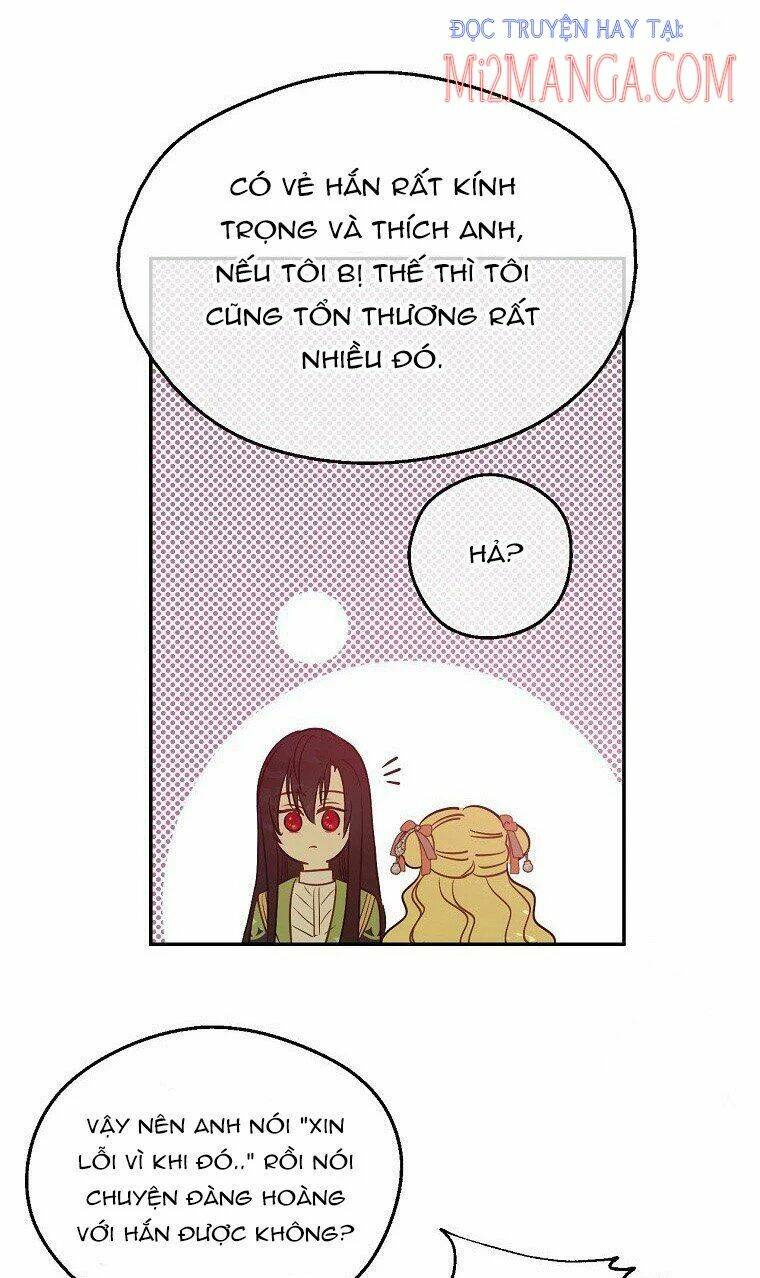 ĐỌC TRUYỆN HAY TẠI:
MI2MANGA.COM
CÓ VẺ HẮN RẤT KÍNH
TRỌNG VÀ THÍCH ANH,
NẾU TÔI BỊ THẾ THÌ TÔI
CŨNG TỔN THƯƠNG RẤT
NHIỀU ĐÓ.
HẢ?
VẬY NÊN ANH NÓI "XIN
LỖI VÌ KHI ĐÓ.." RỒI NÓI
CHUYỆN ĐÀNG HOÀNG
VỚI HẮN ĐƯỢC KHÔNG?